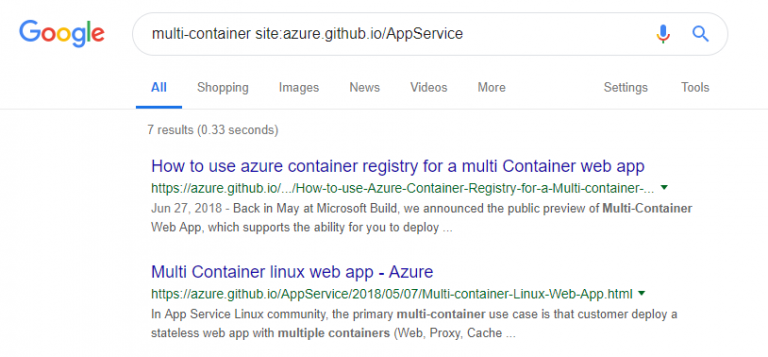 Google
multi-container site:azure.github.io/AppService
All Shopping Images News Videos More Settings Tools
7 results (0.33 seconds)
How to use azure container registry for a multi Container web app
https://azure.github.io/.../How-to-use-Azure-Container-Registry-for-a-Multi-container-...
Jun 27, 2018 - Back in May at Microsoft Build, we announced the public preview of Multi-Container
Web App, which supports the ability for you to deploy ...
Multi Container linux web app - Azure
https://azure.github.io/AppService/2018/05/07/Multi-container-Linux-Web-App.html
In App Service Linux community, the primary multi-container use case is that customer deploy a
stateless web app with multiple containers (Web, Proxy, Cache ...